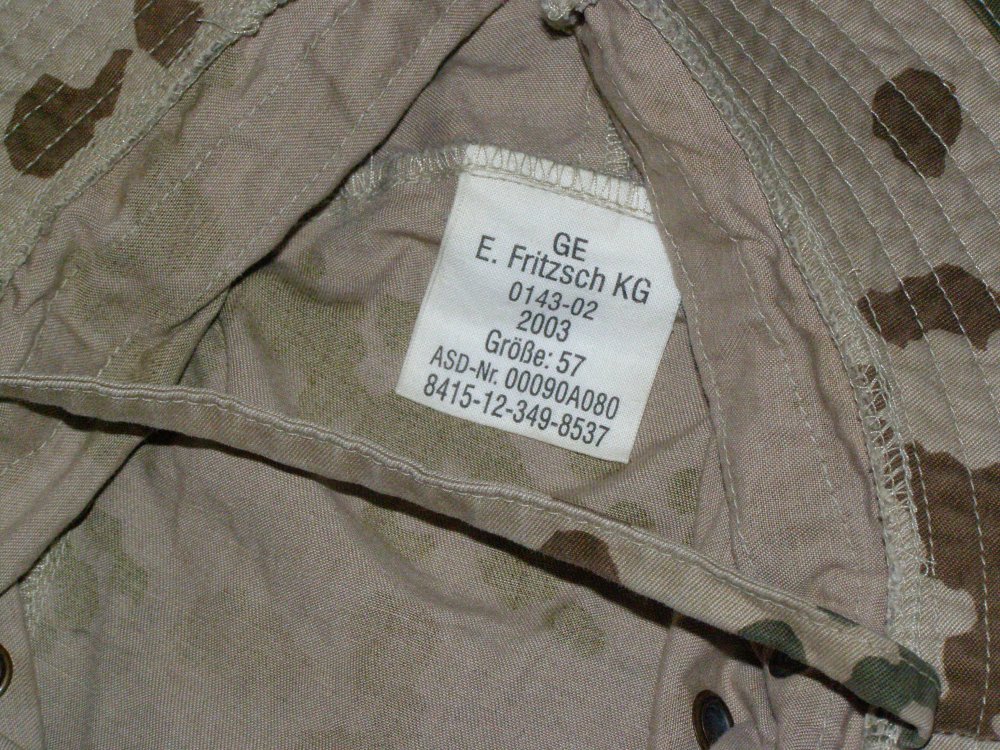 GE
E. Fritzsch KG
0143-02
2003
Größe: 57
ASD-Nr. 00090A080
8415-12-349-8537